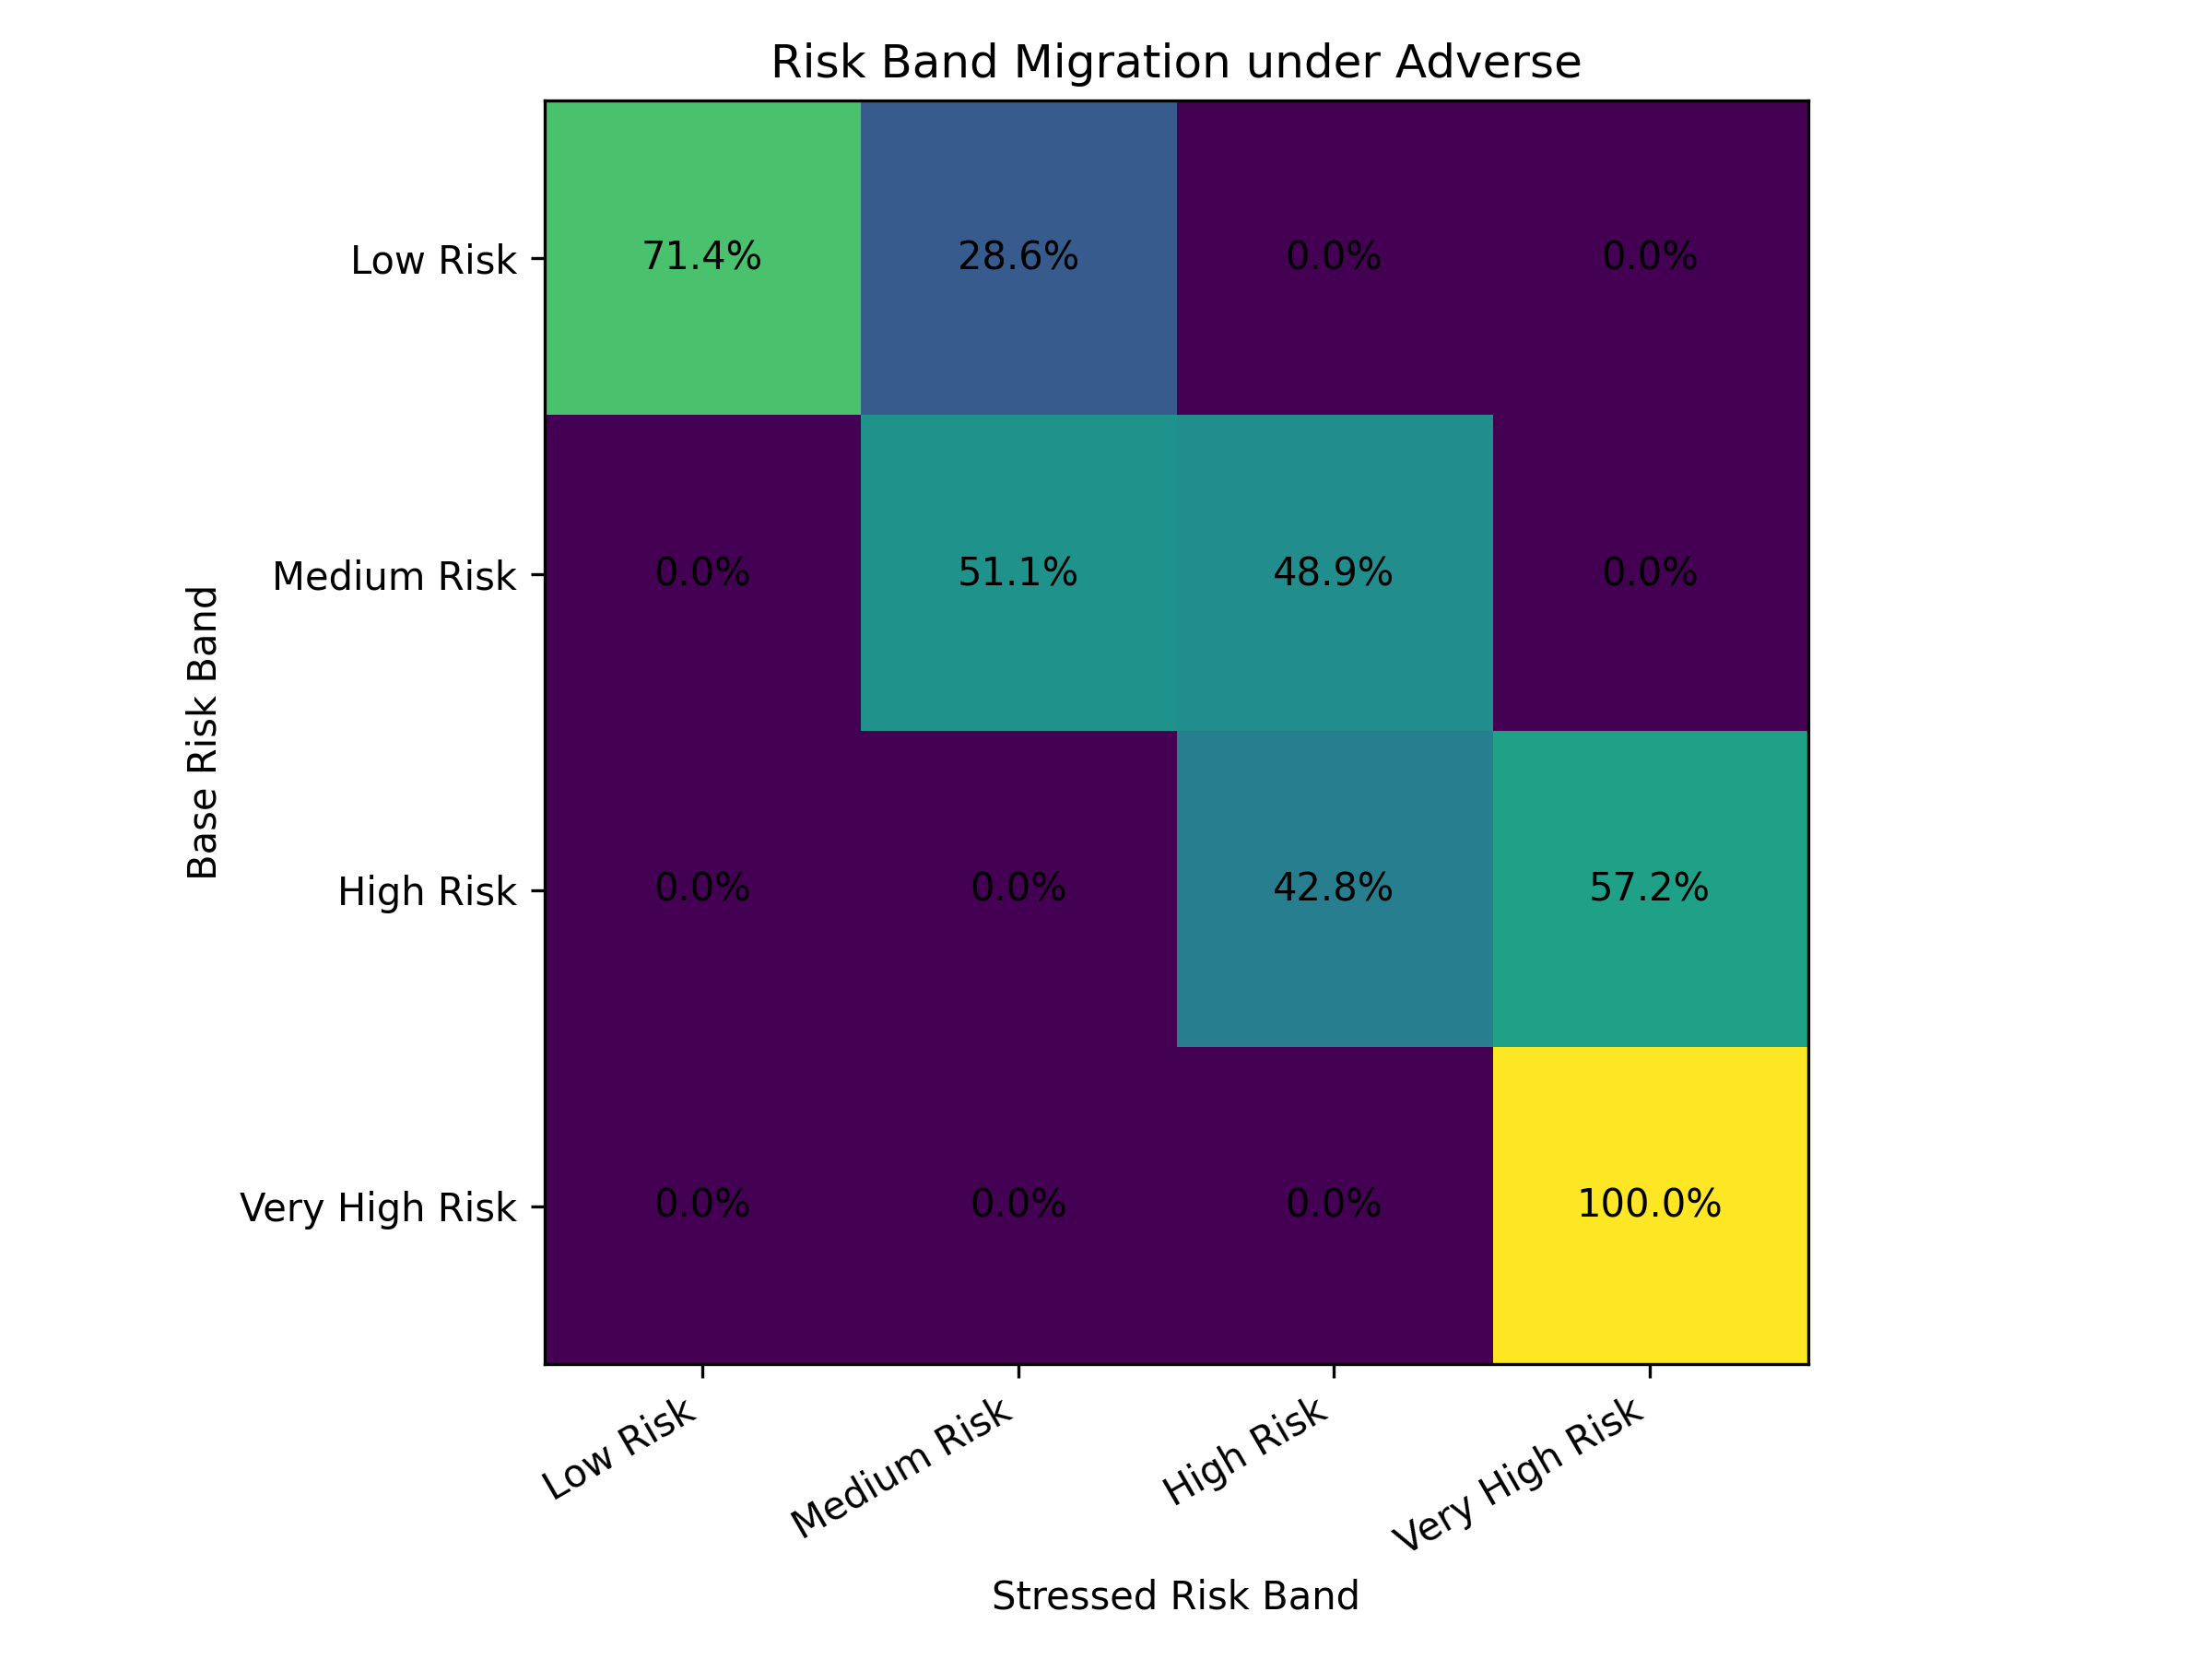 Risk Band Migration under Adverse
Base Risk Band
Low Risk 71.4% 28.6% 0.0% 0.0%
Medium Risk 0.0% 51.1% 48.9% 0.0%
High Risk 0.0% 0.0% 42.8% 57.2%
Very High Risk 0.0% 0.0% 0.0% 100.0%
Low Risk Medium Risk High Risk Very High Risk
Stressed Risk Band